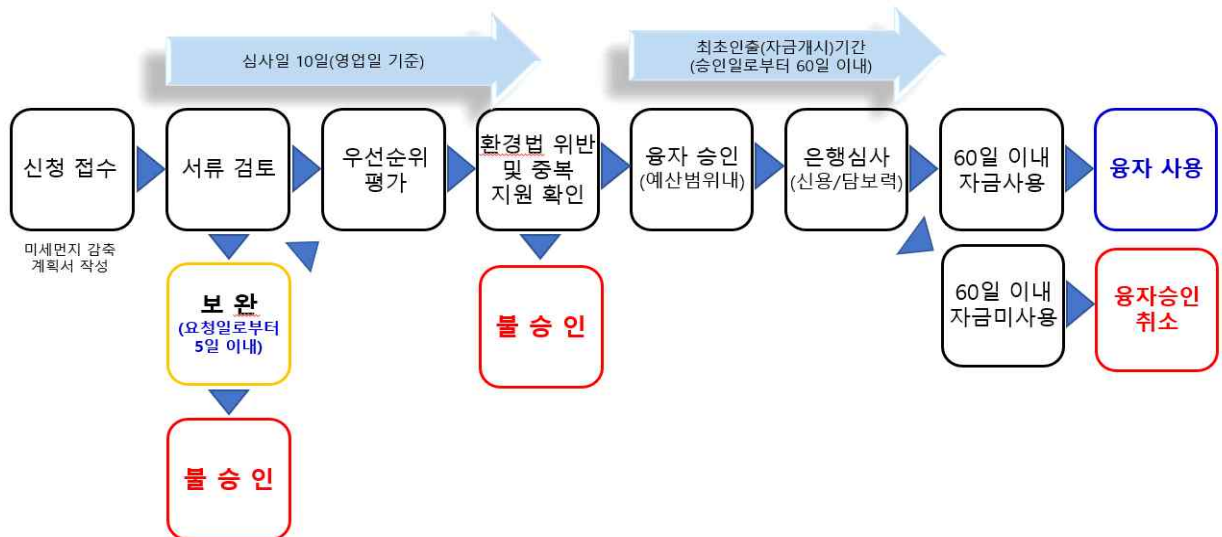 심사일 10일(영업일 기준)
최초인출(자금개시)기간
(승인일로부터 60일 이내)
신청 접수
서류 검토
우선순위
평가
환경법 위반
및 중복
지원 확인
융자 승인
(예산범위내)
은행심사
(신용/담보력)
60일 이내
자금사용
융자 사용
미세먼지 감축
계획서 작성
보 완
(요청일로부터
5일 이내)
불 승 인
60일 이내
자금미사용
융자승인
취소
불 승 인